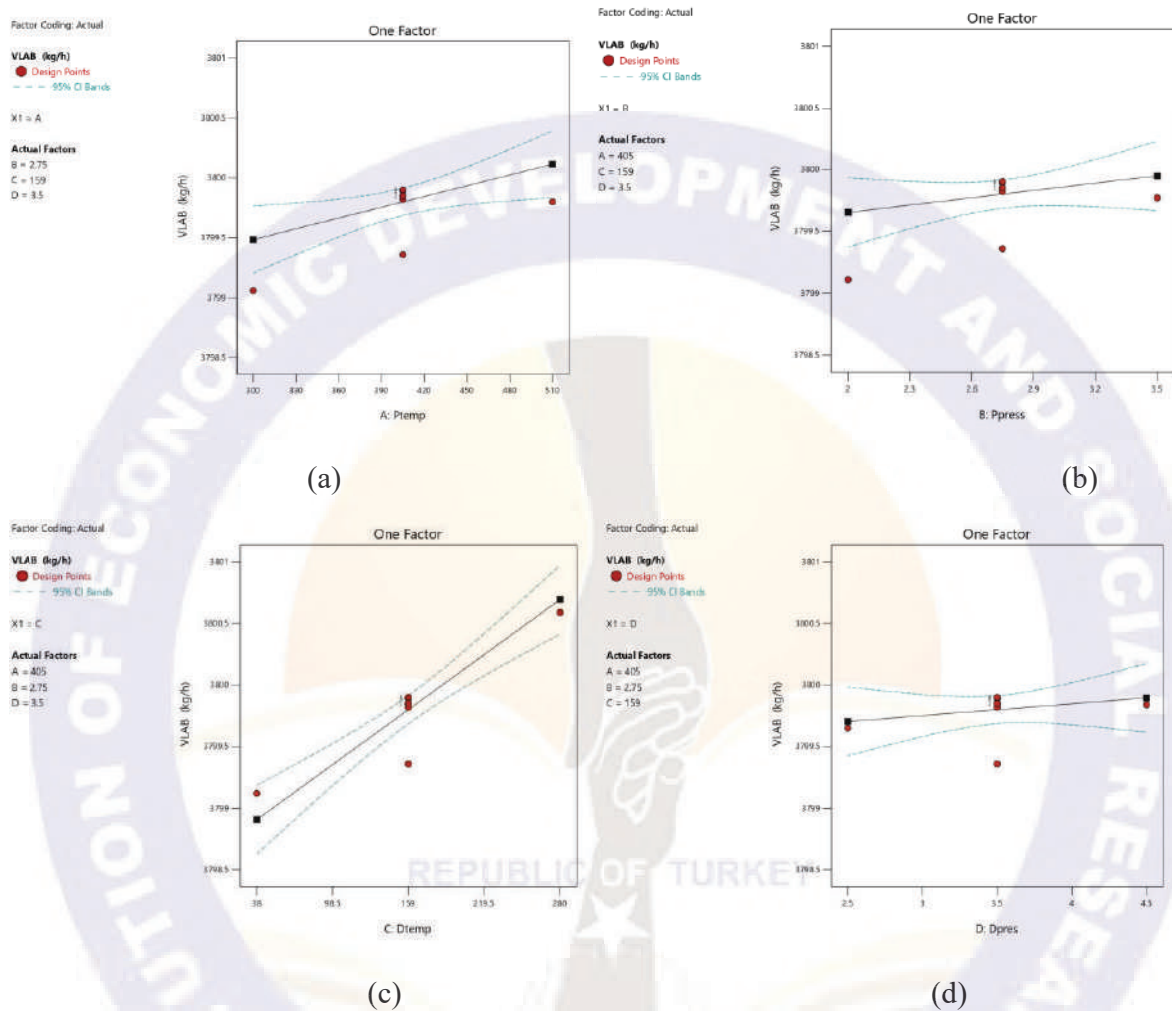 Factor Coding: Actual
VLAB (kg/h)
Design Points
95% CI Bands
X1 = A
Actual Factors
B = 2.75
C = 159
D = 3.5
One Factor
3801
3800.5
3800
3799.5
3799
3798.5
VLAB (kg/h)
300 330 360 390 420 450 480 510
A: Ptemp
(a)
Factor Coding: Actual
VLAB (kg/h)
Design Points
95% CI Bands
X1 = B
Actual Factors
A = 405
C = 159
D = 3.5
One Factor
3801
3800.5
3800
3799.5
3799
3798.5
VLAB (kg/h)
2 2.3 2.6 2.9 3.2 3.5
B: Ppress
(b)
Factor Coding: Actual
VLAB (kg/h)
Design Points
95% CI Bands
X1 = C
Actual Factors
A = 405
B = 2.75
D = 3.5
One Factor
3801
3800.5
3800
3799.5
3799
3798.5
VLAB (kg/h)
38 98.5 159 219.5 280
C: Dtemp
(c)
Factor Coding: Actual
VLAB (kg/h)
Design Points
95% CI Bands
X1 = D
Actual Factors
A = 405
B = 2.75
C = 159
One Factor
3801
3800.5
3800
3799.5
3799
3798.5
VLAB (kg/h)
2.5 3 3.5 4 4.5
D: Dpres
(d)
UTION OF ECONOMIC DEVELOPMENT AND SOCIAL RESEA
REPUBLIC OF TURKEY